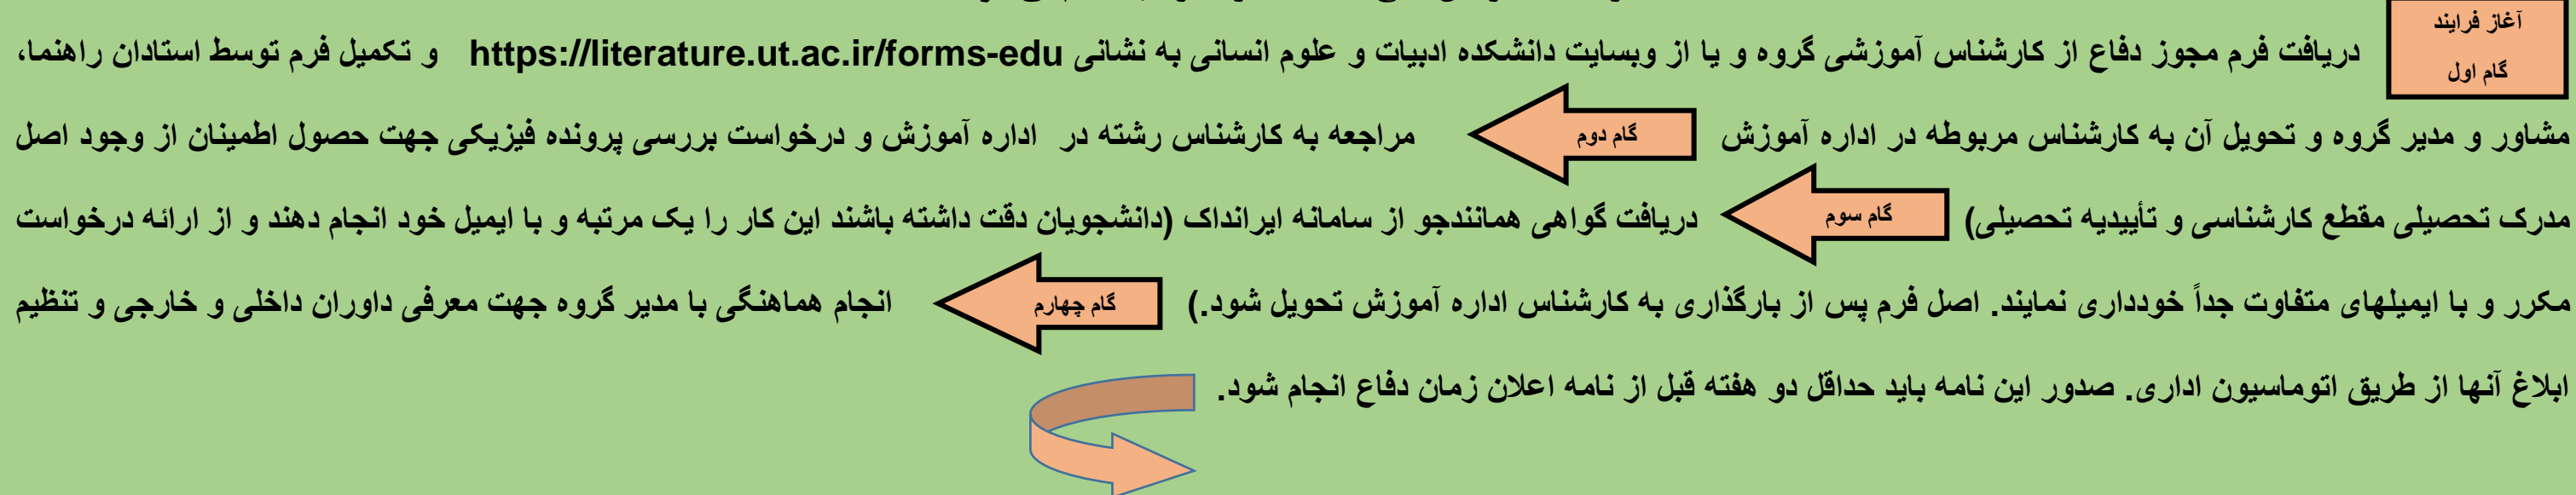 آغاز فرایند
گام اول
دریافت فرم مجوز دفاع از کارشناس آموزشی گروه و یا از وبسایت دانشکده ادبیات و علوم انسانی به نشانی https://literature.ut.ac.ir/forms-edu و تکمیل فرم توسط استادان راهنما،
مشاور و مدیر گروه و تحویل آن به کارشناس مربوطه در اداره آموزش گام دوم مراجعه به کارشناس رشته در اداره آموزش و درخواست بررسی پرونده فیزیکی جهت حصول اطمینان از وجود اصل
مدرک تحصیلی مقطع کارشناسی و تأییدیه تحصیلی) گام سوم دریافت گواهی همانندجو از سامانه ایرانداک (دانشجویان دقت داشته باشند این کار را یک مرتبه و با ایمیل خود انجام دهند و از ارائه درخواست
مکرر و با ایمیلهای متفاوت جداً خودداری نمایند. اصل فرم پس از بارگذاری به کارشناس اداره آموزش تحویل شود.) گام چهارم انجام هماهنگی با مدیر گروه جهت معرفی داوران داخلی و خارجی و تنظیم
ابلاغ آنها از طریق اتوماسیون اداری. صدور این نامه باید حداقل دو هفته قبل از نامه اعلان زمان دفاع انجام شود.